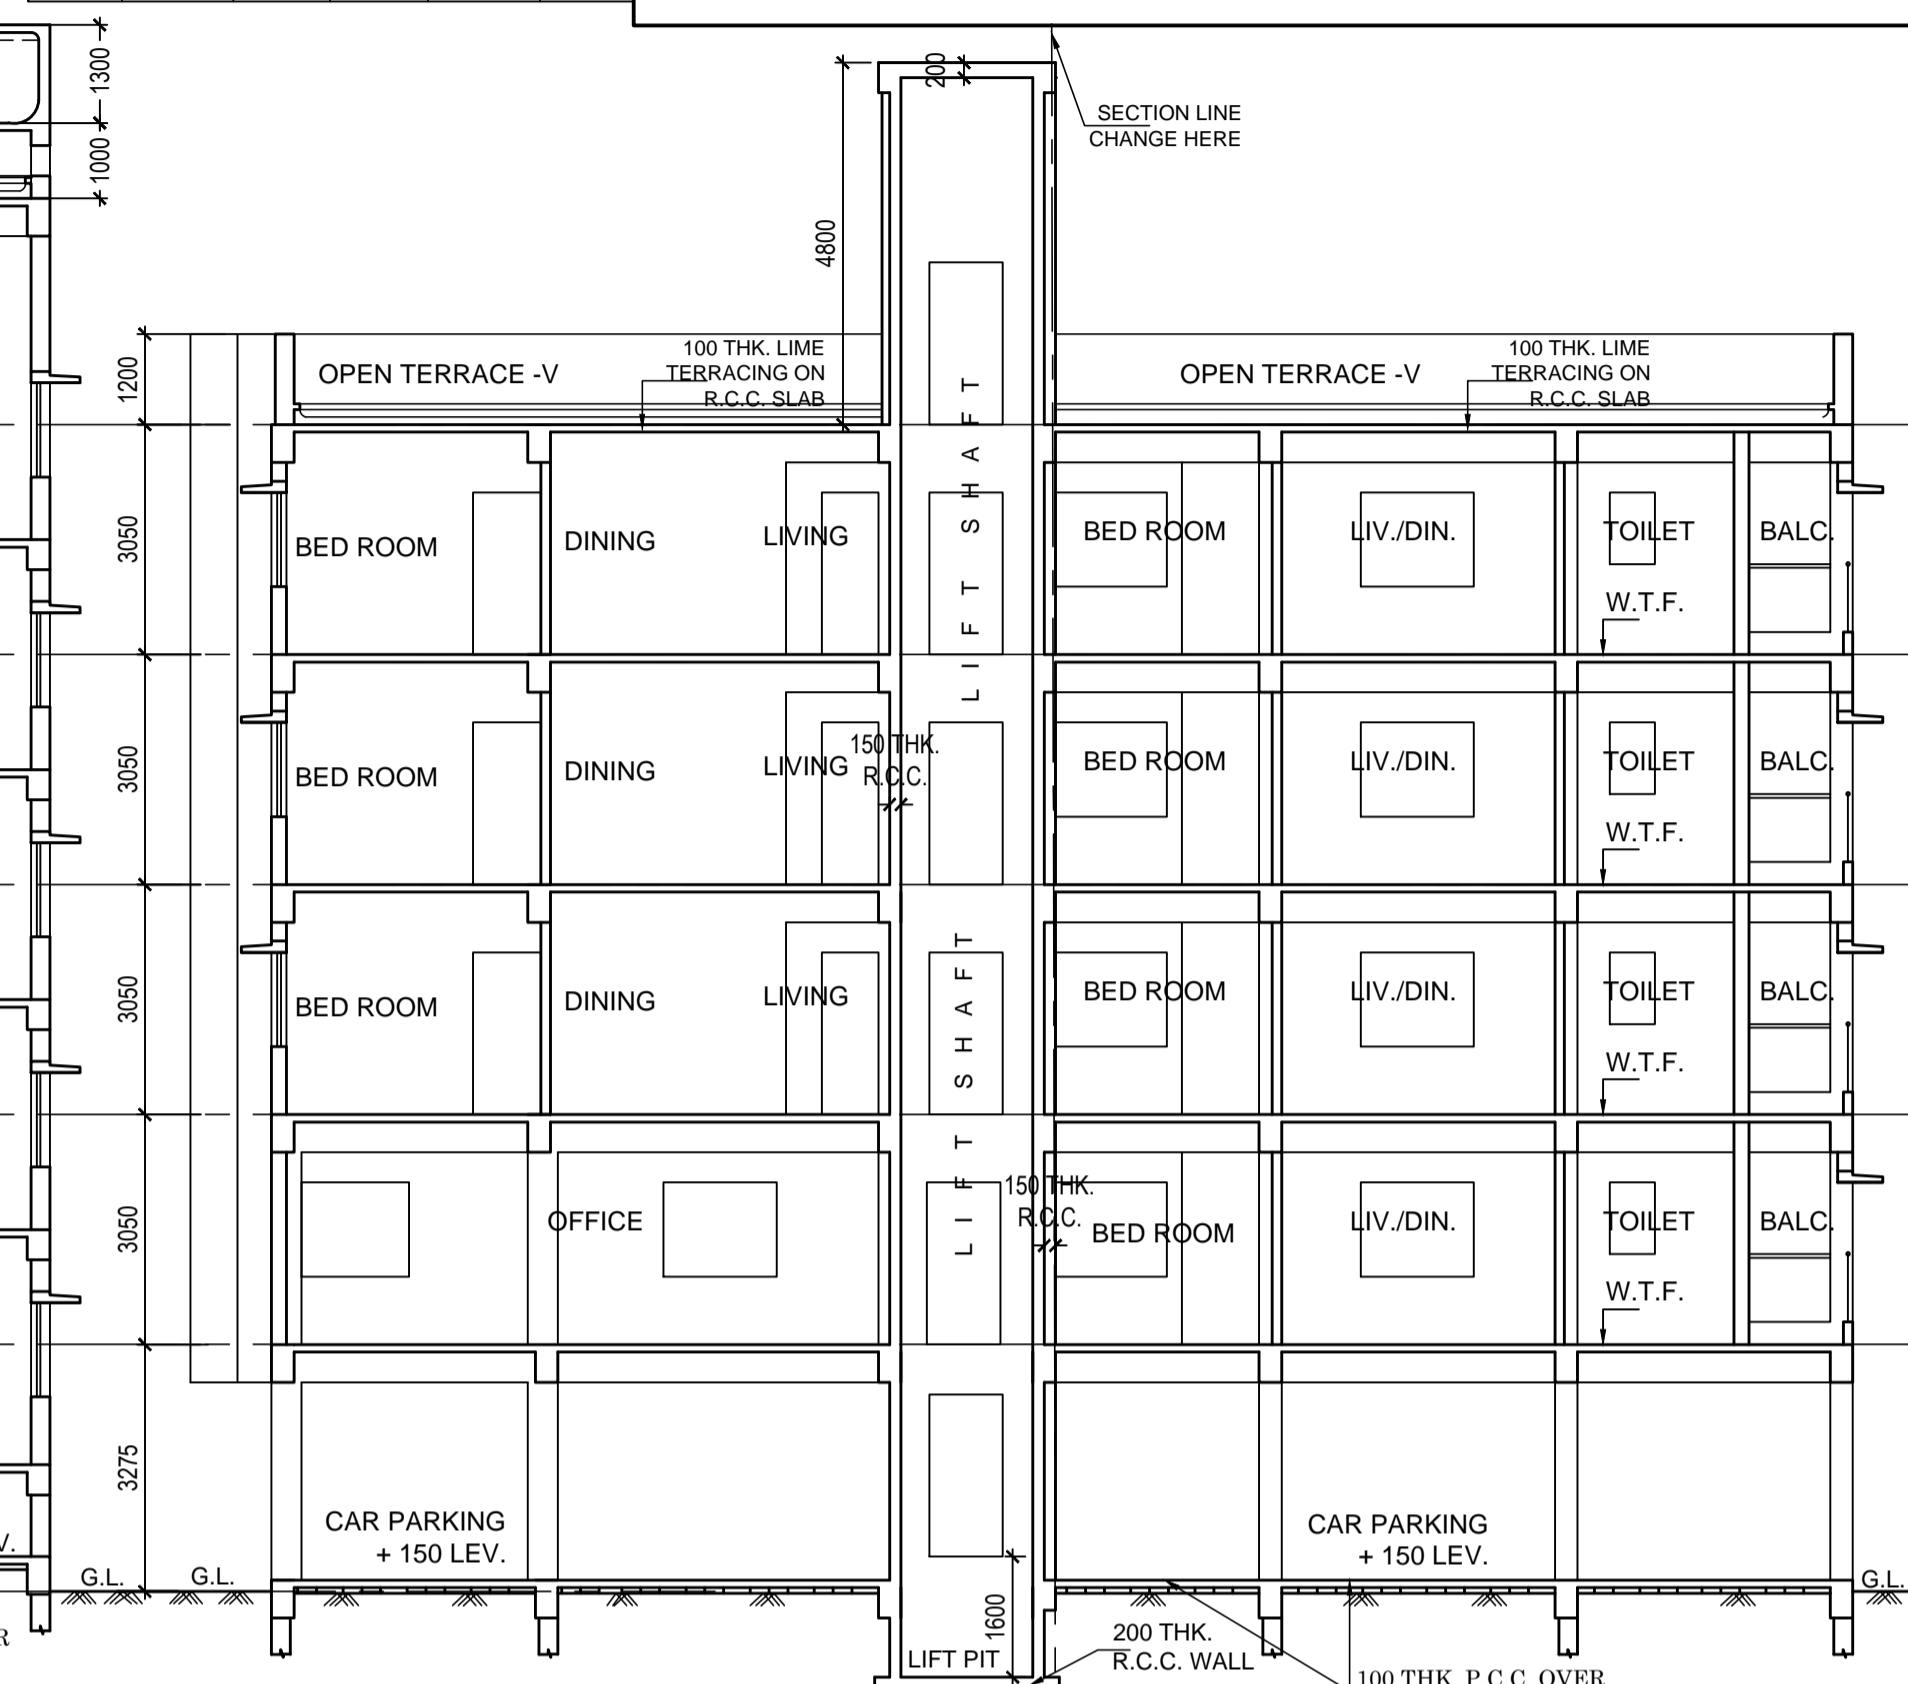 1300
1000
200
SECTION LINE
CHANGE HERE
4800
1200
OPEN TERRACE -V
100 THK. LIME
TERRACING ON
R.C.C. SLAB
OPEN TERRACE -V
100 THK. LIME
TERRACING ON
R.C.C. SLAB
LIFT SHAFT
3050
BED ROOM
DINING
LIVING
BED ROOM
LIV./DIN.
TOILET
BALC.
W.T.F.
3050
BED ROOM
DINING
LIVING
150 THK.
R.C.C.
BED ROOM
LIV./DIN.
TOILET
BALC.
W.T.F.
3050
BED ROOM
DINING
LIVING
LIFT SHAFT
BED ROOM
LIV./DIN.
TOILET
BALC.
W.T.F.
3050
OFFICE
150 THK.
R.C.C.
BED ROOM
LIV./DIN.
TOILET
BALC.
W.T.F.
3275
CAR PARKING
+ 150 LEV.
CAR PARKING
+ 150 LEV.
V.
G.L.
G.L.
G.L.
1600
R
LIFT PIT
200 THK.
R.C.C. WALL
100 THK. P.C.C. OVER